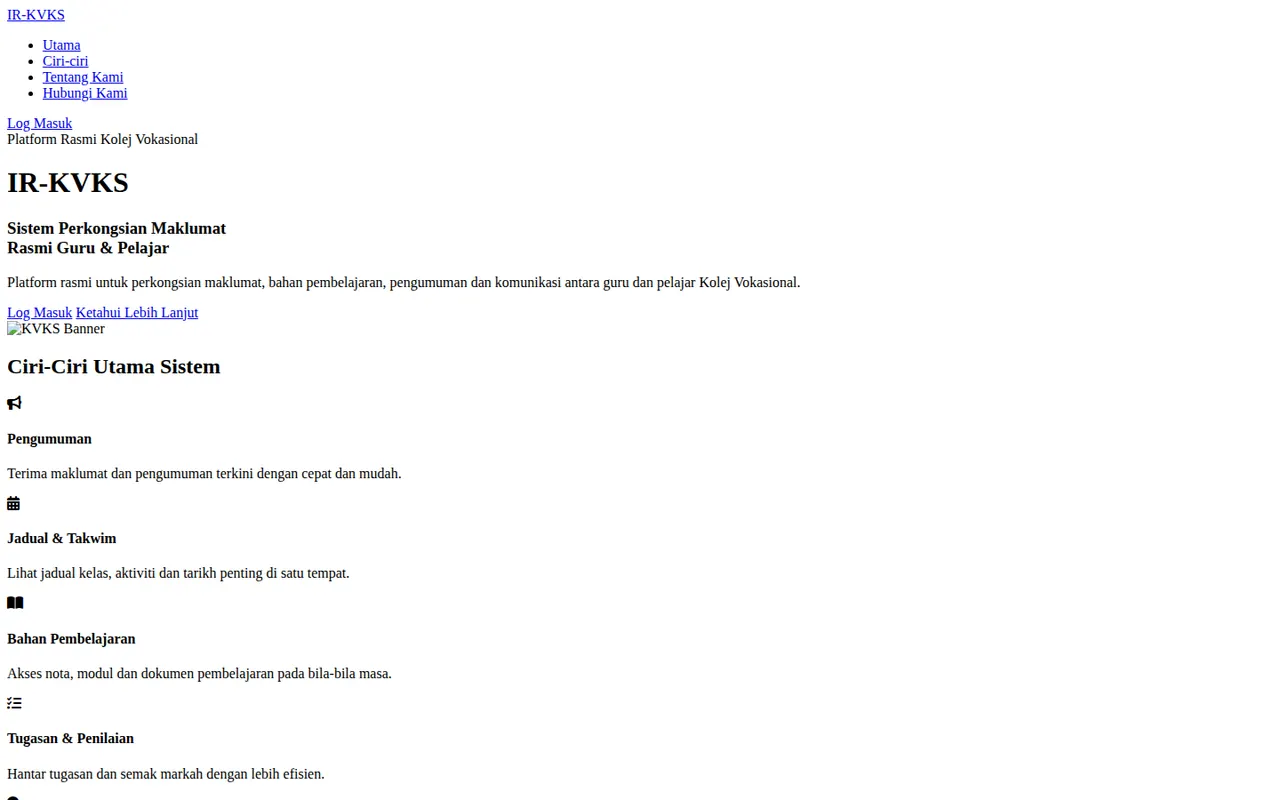 IR-KVKS
Utama
Ciri-ciri
Tentang Kami
Hubungi Kami
Log Masuk
Platform Rasmi Kolej Vokasional
IR-KVKS
Sistem Perkongsian Maklumat
Rasmi Guru & Pelajar
Platform rasmi untuk perkongsian maklumat, bahan pembelajaran, pengumuman dan komunikasi antara guru dan pelajar Kolej Vokasional.
Log Masuk Ketahui Lebih Lanjut
KVKS Banner
Ciri-Ciri Utama Sistem
Pengumuman
Terima maklumat dan pengumuman terkini dengan cepat dan mudah.
Jadual & Takwim
Lihat jadual kelas, aktiviti dan tarikh penting di satu tempat.
Bahan Pembelajaran
Akses nota, modul dan dokumen pembelajaran pada bila-bila masa.
Tugasan & Penilaian
Hantar tugasan dan semak markah dengan lebih efisien.